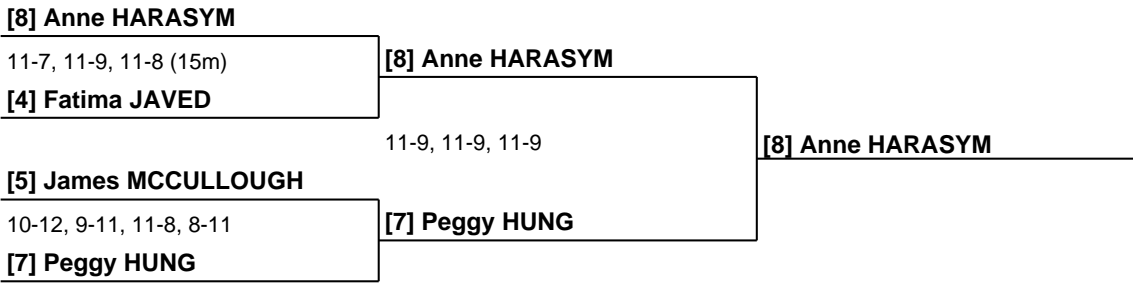 [8] Anne HARASYM
11-7, 11-9, 11-8 (15m)
[4] Fatima JAVED
[8] Anne HARASYM
11-9, 11-9, 11-9
[8] Anne HARASYM
[5] James MCCULLOUGH
10-12, 9-11, 11-8, 8-11
[7] Peggy HUNG
[7] Peggy HUNG